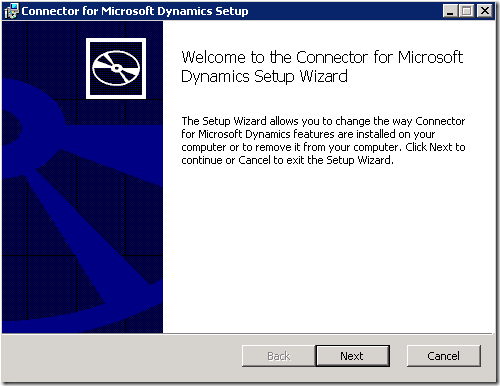 Connector for Microsoft Dynamics Setup
Welcome to the Connector for Microsoft
Dynamics Setup Wizard
The Setup Wizard allows you to change the way Connector
for Microsoft Dynamics features are installed on your
computer or to remove it from your computer. Click Next to
continue or Cancel to exit the Setup Wizard.
Back
Next
Cancel